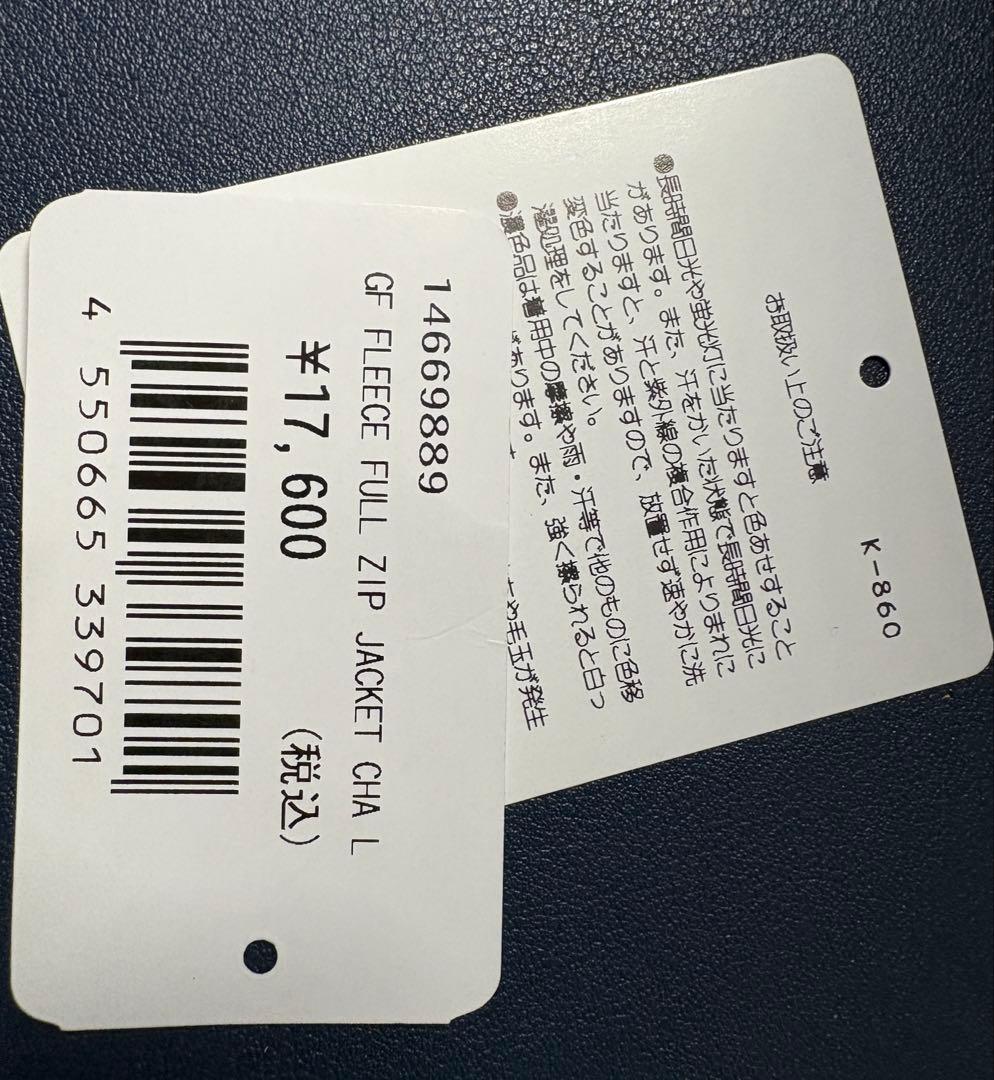 14669889
GF FLEECE FULL ZIP JACKET CHA L
¥17,600 (税込)
4 550665 339701
K-860
お取扱い上のご注意
●長時間日光や蛍光灯に当たりますと色あせすること
があります。また、汗をかいた状態で長時間日光に
当たりますと、汗と紫外線の複合作用によりまれに
変色することがありますので、放置せず速やかに洗
濯処理をしてください。
●濃色品は着用中の摩擦や雨・汗等で他のものに色移
があります。また、強く擦られると白っ
や毛玉が発生